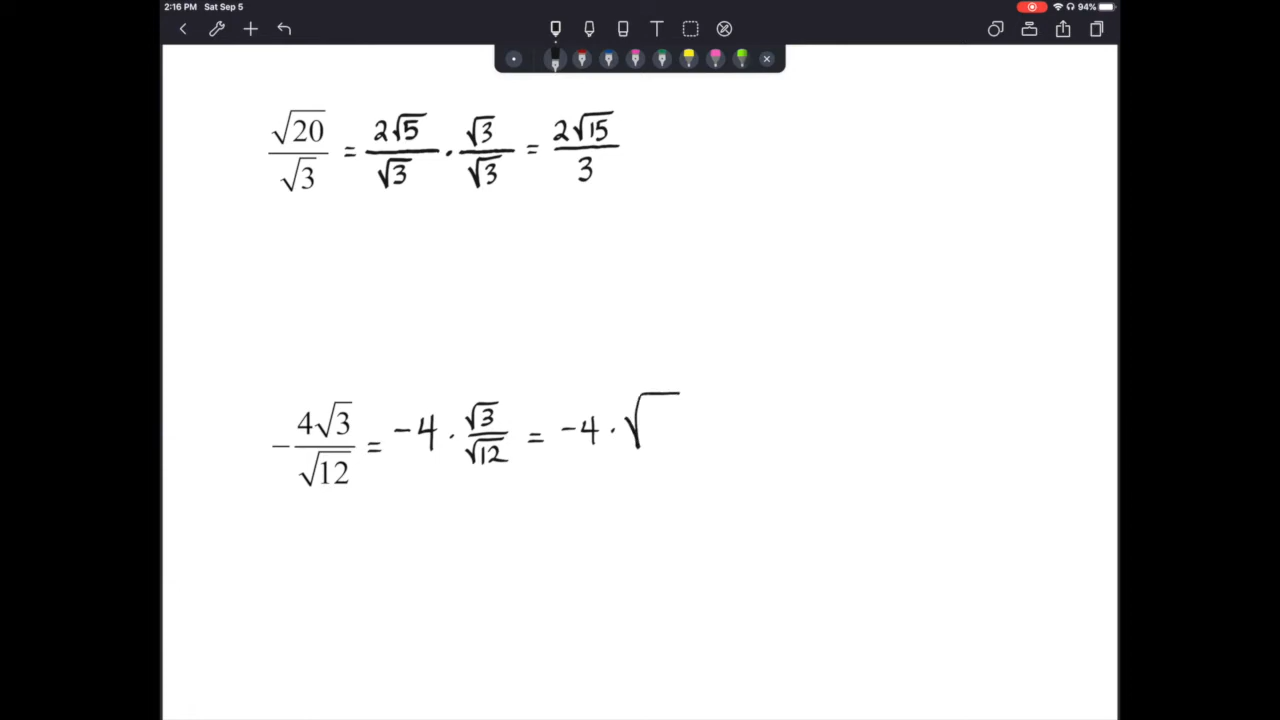 2:16 PM Sat Sep 5 94%
T
√20/√3 = 2√5/√3 · √3/√3 = 2√15/3
−4√3/√12 = −4 · √3/√12 = −4 · √